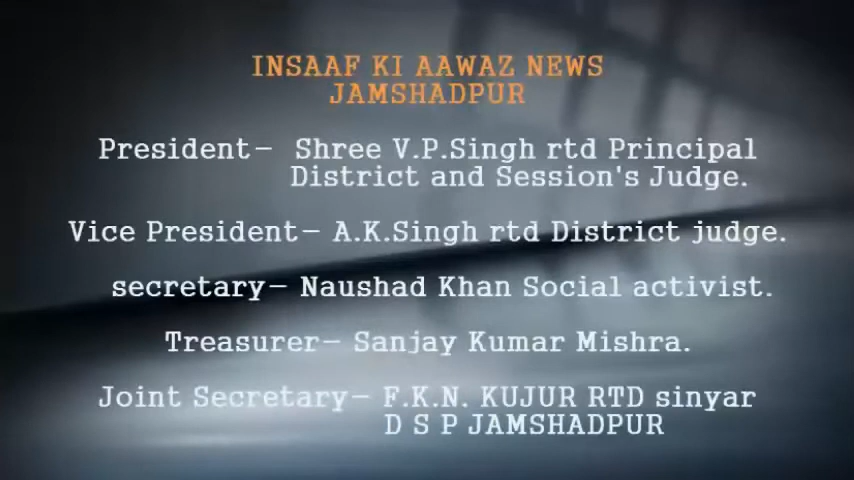 INSAAF KI AAWAZ NEWS
JAMSHADPUR
President- Shree V.P.Singh rtd Principal
District and Session's Judge.
Vice President- A.K.Singh rtd District judge.
secretary- Naushad Khan Social activist.
Treasurer- Sanjay Kumar Mishra.
Joint Secretary- F.K.N. KUJUR RTD sinyar
D S P JAMSHADPUR